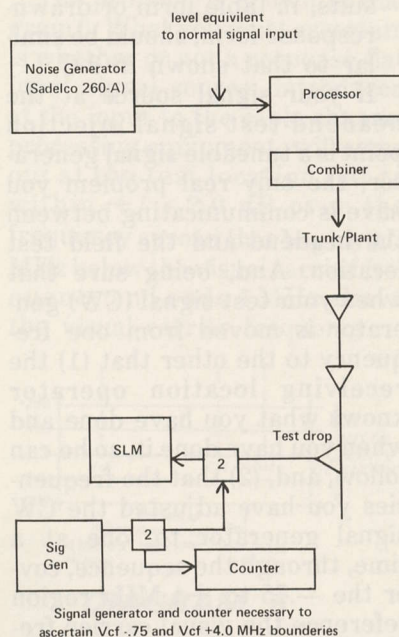 level equivilent
to normal signal input
Noise Generator
(Sadelco 260-A)
Processor
Combiner
Trunk/Plant
Test drop
SLM
2
2
Sig
Gen
Counter
Signal generator and counter necessary to
ascertain Vcf -.75 and Vcf +4.0 MHz bounderies